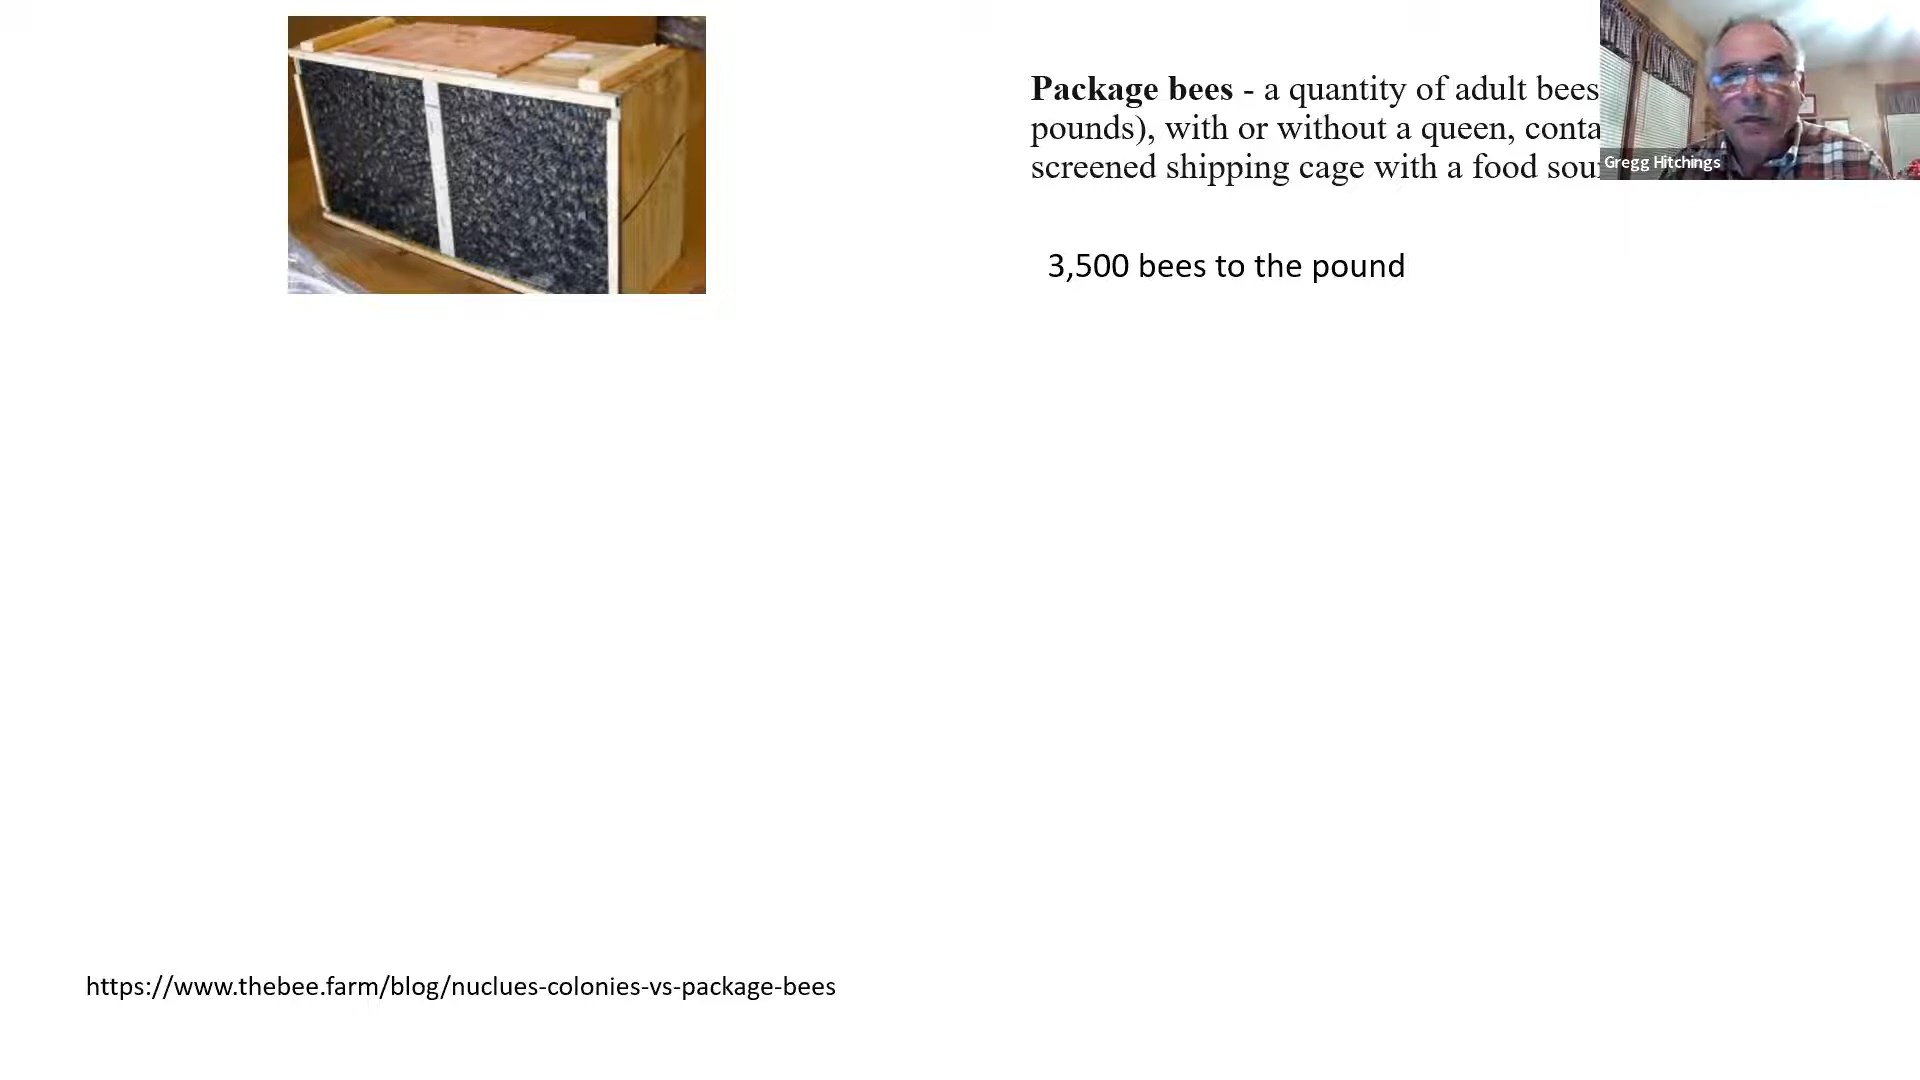 Package bees - a quantity of adult bees
pounds), with or without a queen, conta
screened shipping cage with a food sou
Gregg Hitchings
3,500 bees to the pound
https://www.thebee.farm/blog/nuclues-colonies-vs-package-bees